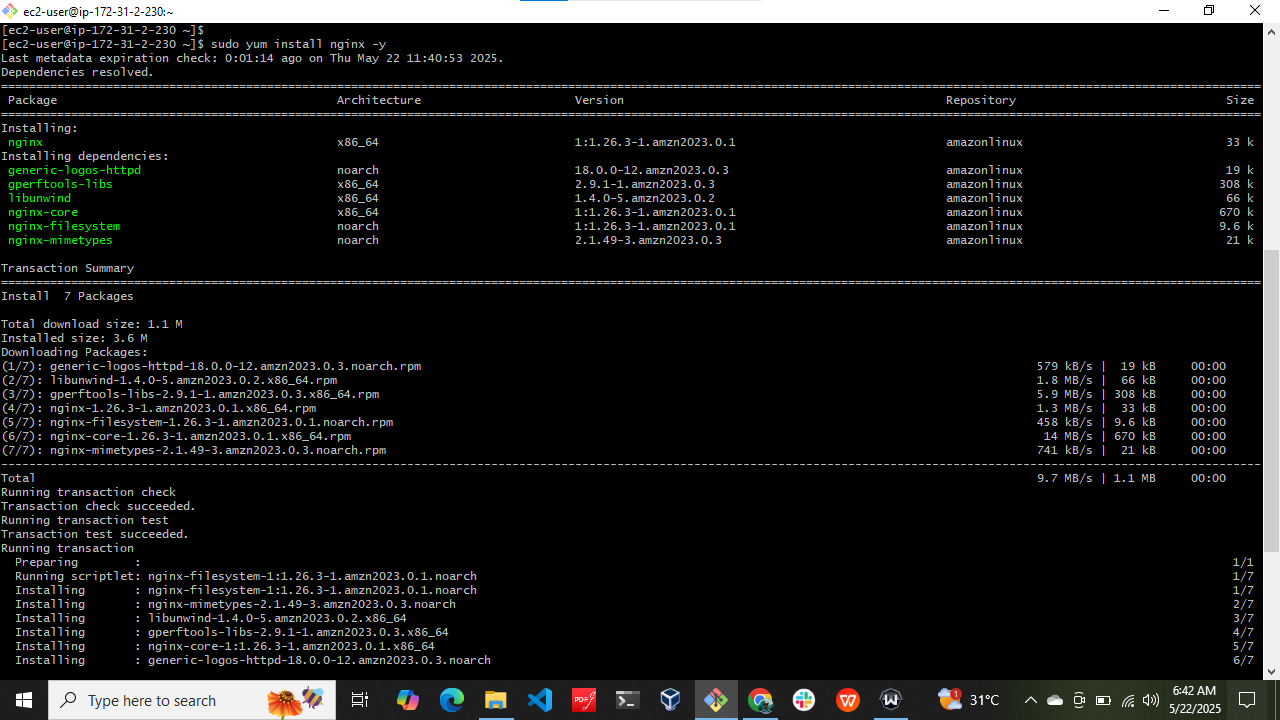 ec2-user@ip-172-31-2-230:~
[ec2-user@ip-172-31-2-230 ~]$
[ec2-user@ip-172-31-2-230 ~]$ sudo yum install nginx -y
Last metadata expiration check: 0:01:14 ago on Thu May 22 11:40:53 2025.
Dependencies resolved.
Package Architecture Version Repository Size
Installing:
nginx x86_64 1:1.26.3-1.amzn2023.0.1 amazonlinux 33 k
Installing dependencies:
generic-logos-httpd noarch 18.0.0-12.amzn2023.0.3 amazonlinux 19 k
gperftools-libs x86_64 2.9.1-1.amzn2023.0.3 amazonlinux 308 k
libunwind x86_64 1.4.0-5.amzn2023.0.2 amazonlinux 66 k
nginx-core x86_64 1:1.26.3-1.amzn2023.0.1 amazonlinux 670 k
nginx-filesystem noarch 1:1.26.3-1.amzn2023.0.1 amazonlinux 9.6 k
nginx-mimetypes noarch 2.1.49-3.amzn2023.0.3 amazonlinux 21 k
Transaction Summary
Install 7 Packages
Total download size: 1.1 M
Installed size: 3.6 M
Downloading Packages:
(1/7): generic-logos-httpd-18.0.0-12.amzn2023.0.3.noarch.rpm 579 kB/s | 19 kB 00:00
(2/7): libunwind-1.4.0-5.amzn2023.0.2.x86_64.rpm 1.8 MB/s | 66 kB 00:00
(3/7): gperftools-libs-2.9.1-1.amzn2023.0.3.x86_64.rpm 5.9 MB/s | 308 kB 00:00
(4/7): nginx-1.26.3-1.amzn2023.0.1.x86_64.rpm 1.3 MB/s | 33 kB 00:00
(5/7): nginx-filesystem-1.26.3-1.amzn2023.0.1.noarch.rpm 458 kB/s | 9.6 kB 00:00
(6/7): nginx-core-1.26.3-1.amzn2023.0.1.x86_64.rpm 14 MB/s | 670 kB 00:00
(7/7): nginx-mimetypes-2.1.49-3.amzn2023.0.3.noarch.rpm 741 kB/s | 21 kB 00:00
Total 9.7 MB/s | 1.1 MB 00:00
Running transaction check
Transaction check succeeded.
Running transaction test
Transaction test succeeded.
Running transaction
Preparing : 1/1
Running scriptlet: nginx-filesystem-1:1.26.3-1.amzn2023.0.1.noarch 1/7
Installing : nginx-filesystem-1:1.26.3-1.amzn2023.0.1.noarch 1/7
Installing : nginx-mimetypes-2.1.49-3.amzn2023.0.3.noarch 2/7
Installing : libunwind-1.4.0-5.amzn2023.0.2.x86_64 3/7
Installing : gperftools-libs-2.9.1-1.amzn2023.0.3.x86_64 4/7
Installing : nginx-core-1:1.26.3-1.amzn2023.0.1.x86_64 5/7
Installing : generic-logos-httpd-18.0.0-12.amzn2023.0.3.noarch 6/7
Type here to search
PDF
1
31°C
6:42 AM
5/22/2025